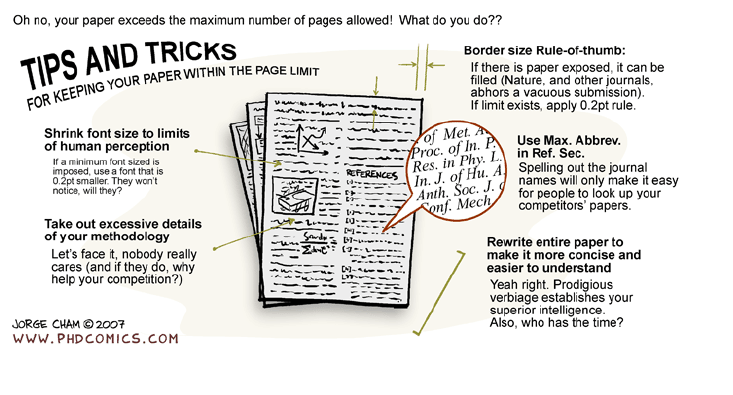 Oh no, your paper exceeds the maximum number of pages allowed! What do you do??
TIPS AND TRICKS
FOR KEEPING YOUR PAPER WITHIN THE PAGE LIMIT
Shrink font size to limits
of human perception
If a minimum font sized is
imposed, use a font that is
0.2pt smaller. They won't
notice, will they?
Take out excessive details
of your methodology
Let's face it, nobody really
cares (and if they do, why
help your competition?)
REFERENCES
of Met. A
Proc. of In. P.
Res. in Phy. L.
In. J. of Hu. A.
Anth. Soc. J. o
Conf. Mech.
Border size Rule-of-thumb:
If there is paper exposed, it can be
filled (Nature, and other journals,
abhors a vacuous submission).
If limit exists, apply 0.2pt rule.
Use Max. Abbrev.
in Ref. Sec.
Spelling out the journal
names will only make it easy
for people to look up your
competitors' papers.
Rewrite entire paper to
make it more concise and
easier to understand
Yeah right. Prodigious
verbiage establishes your
superior intelligence.
Also, who has the time?
JORGE CHAM © 2007
WWW.PHDCOMICS.COM